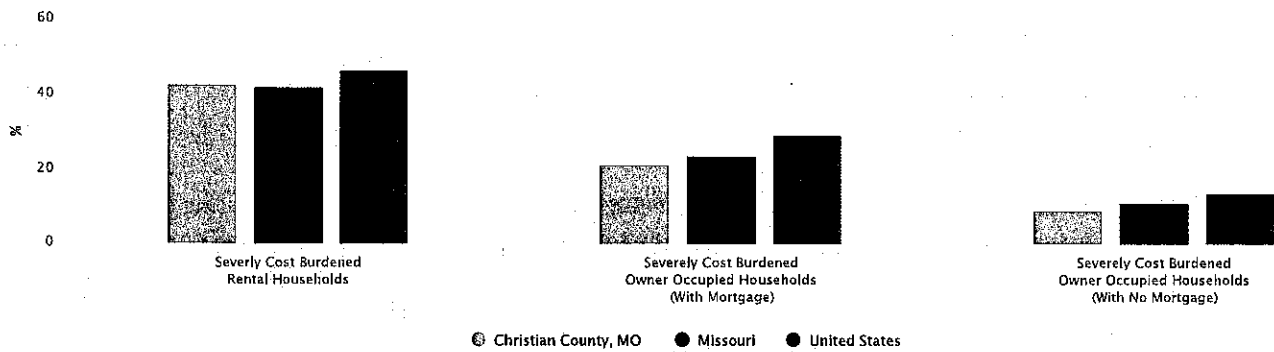 60
40
%
20
0
Severly Cost Burdened
Rental Households
Severely Cost Burdened
Owner Occupied Households
(With Mortgage)
Severely Cost Burdened
Owner Occupied Households
(With No Mortgage)
Christian County, MO Missouri United States